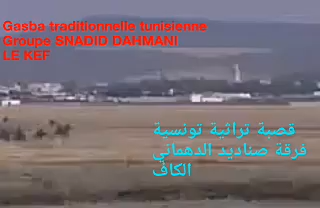 Gasba traditionnelle tunisienne
Groupe SNADID DAHMANI
LE KEF
قصبة تراثية تونسية
فرقة صناديد الدهماني
الكاف